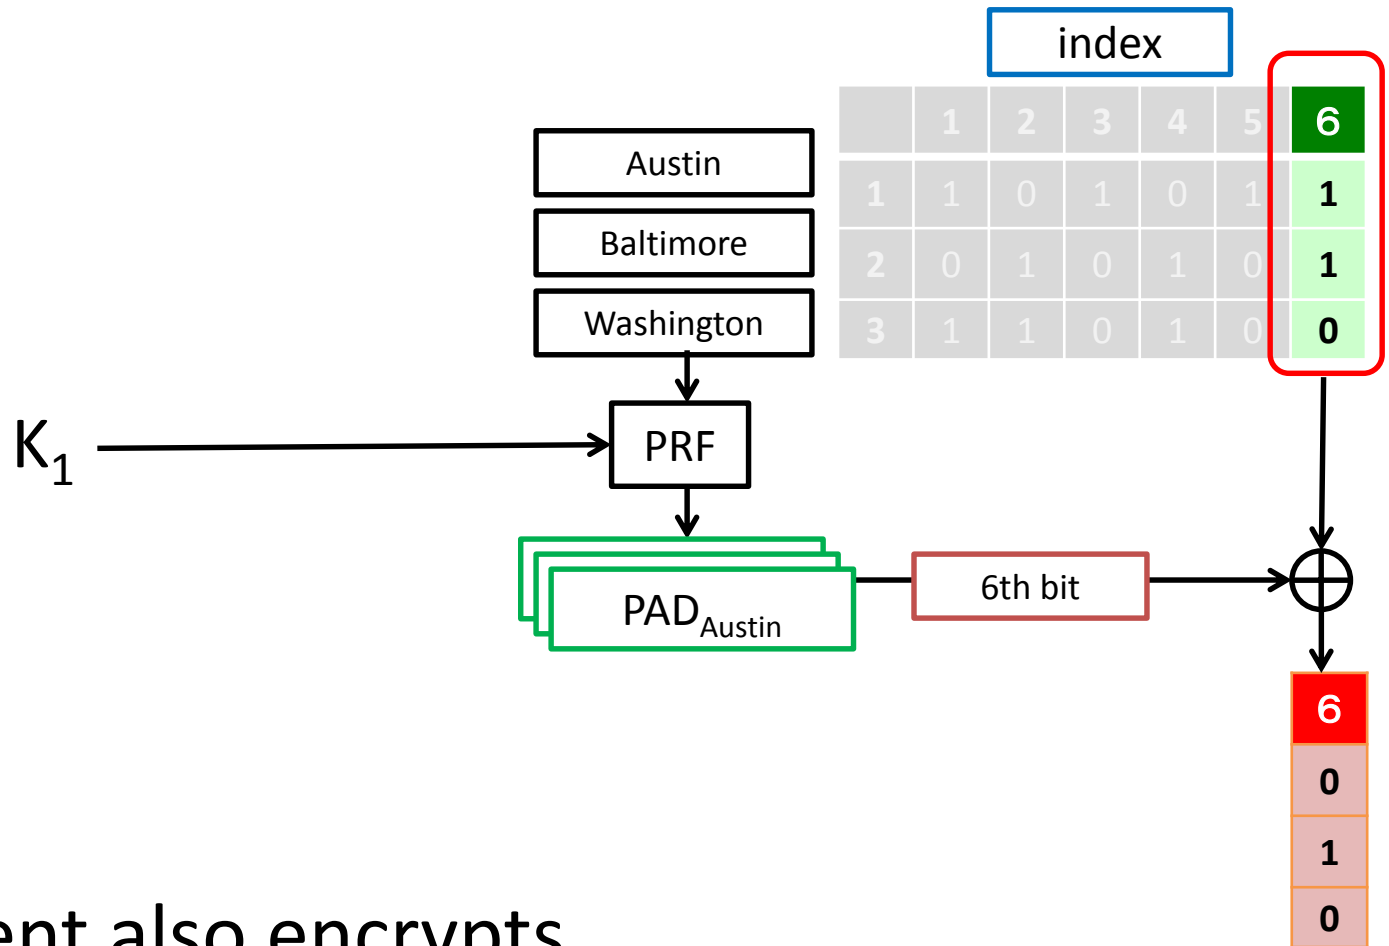 index
1 2 3 4 5 6
1 1 0 1 0 1 1
2 0 1 0 1 0 1
3 1 1 0 1 0 0
Austin
Baltimore
Washington
K1
PRF
PADAustin
6th bit
6
0
1
0
ent also encrypts